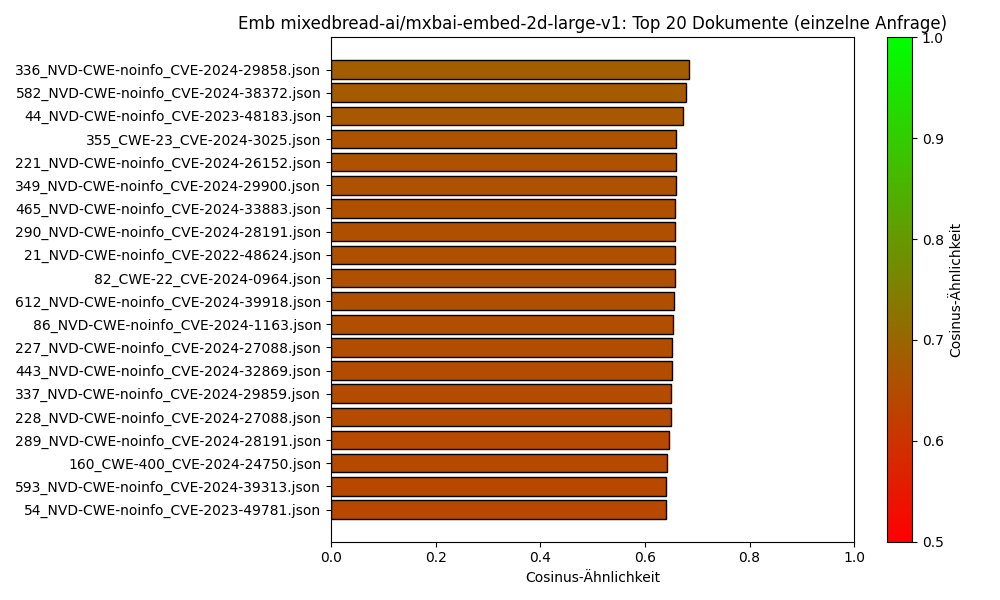 Emb mixedbread-ai/mxbai-embed-2d-large-v1: Top 20 Dokumente (einzelne Anfrage)
336_NVD-CWE-noinfo_CVE-2024-29858.json
582_NVD-CWE-noinfo_CVE-2024-38372.json
44_NVD-CWE-noinfo_CVE-2023-48183.json
355_CWE-23_CVE-2024-3025.json
221_NVD-CWE-noinfo_CVE-2024-26152.json
349_NVD-CWE-noinfo_CVE-2024-29900.json
465_NVD-CWE-noinfo_CVE-2024-33883.json
290_NVD-CWE-noinfo_CVE-2024-28191.json
21_NVD-CWE-noinfo_CVE-2022-48624.json
82_CWE-22_CVE-2024-0964.json
612_NVD-CWE-noinfo_CVE-2024-39918.json
86_NVD-CWE-noinfo_CVE-2024-1163.json
227_NVD-CWE-noinfo_CVE-2024-27088.json
443_NVD-CWE-noinfo_CVE-2024-32869.json
337_NVD-CWE-noinfo_CVE-2024-29859.json
228_NVD-CWE-noinfo_CVE-2024-27088.json
289_NVD-CWE-noinfo_CVE-2024-28191.json
160_CWE-400_CVE-2024-24750.json
593_NVD-CWE-noinfo_CVE-2024-39313.json
54_NVD-CWE-noinfo_CVE-2023-49781.json
0.0 0.2 0.4 0.6 0.8 1.0
Cosinus-Ähnlichkeit
1.0
0.9
0.8
0.7
0.6
0.5
Cosinus-Ähnlichkeit